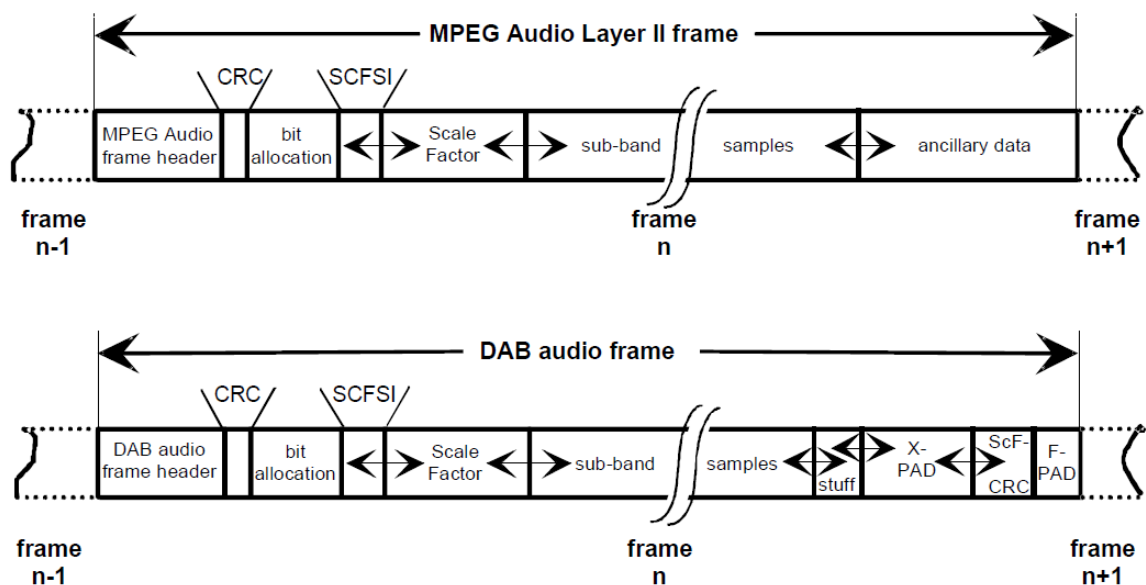 MPEG Audio Layer II frame
CRC
SCFSI
MPEG Audio
frame header
bit
allocation
Scale
Factor
sub-band
samples
ancillary data
frame
n-1
frame
n
frame
n+1
DAB audio frame
CRC
SCFSI
DAB audio
frame header
bit
allocation
Scale
Factor
sub-band
samples
stuff
X-
PAD
ScF-
CRC
F-
PAD
frame
n-1
frame
n
frame
n+1